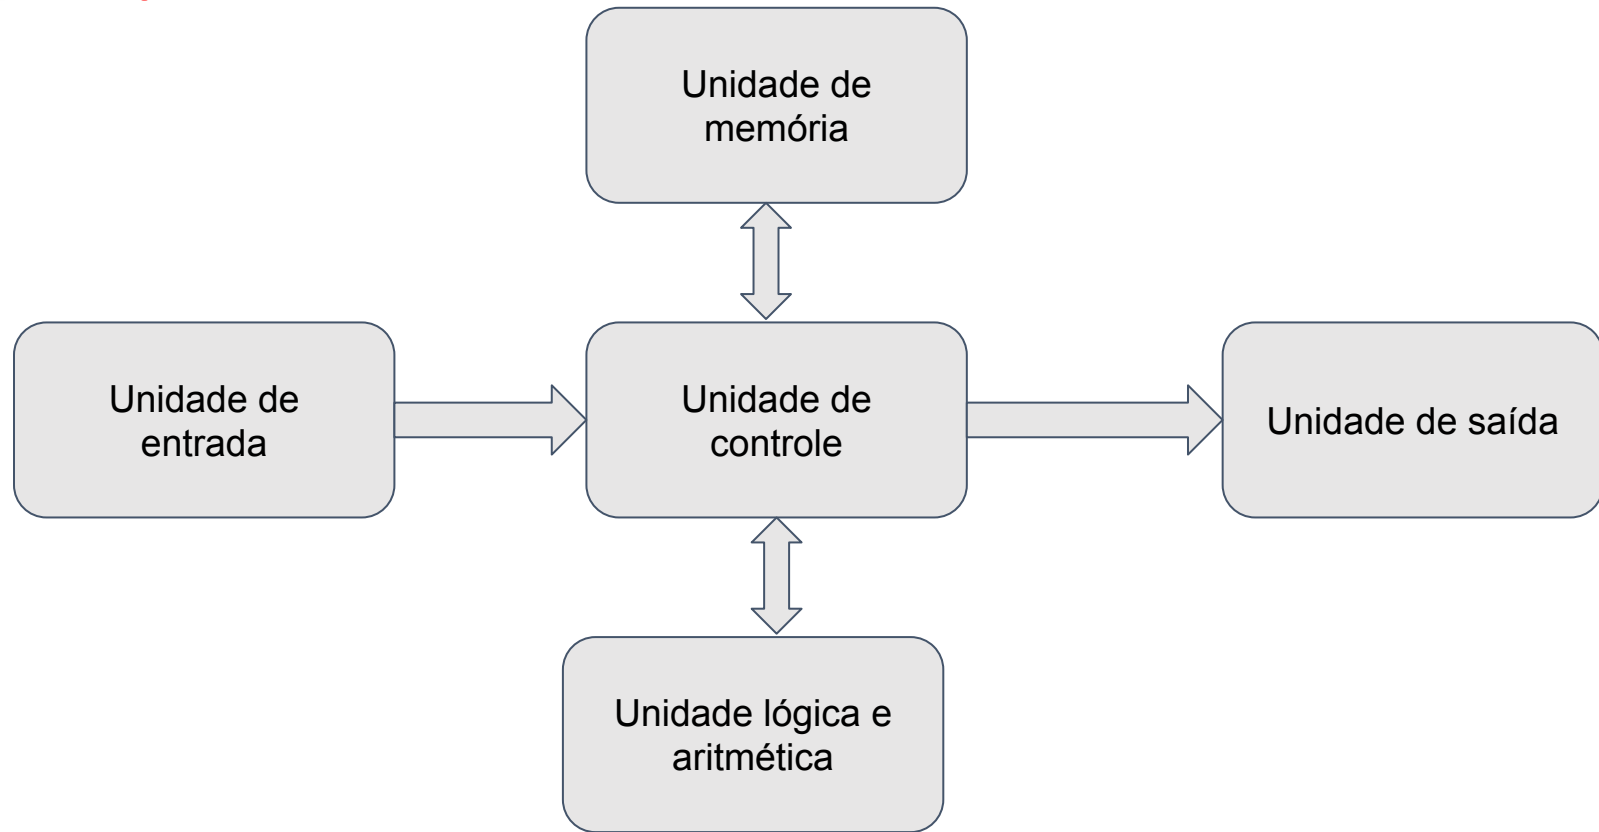 Unidade de
memória
Unidade de
entrada
Unidade de
controle
Unidade de saída
Unidade lógica e
aritmética